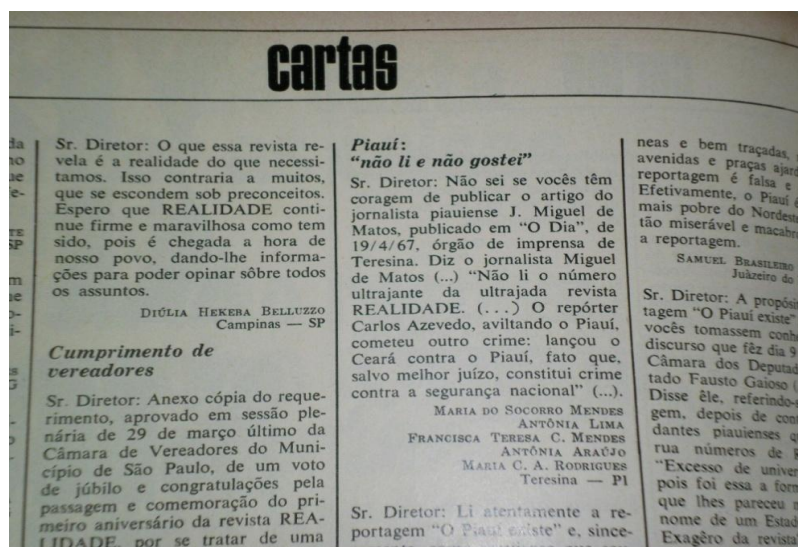 cartas
Sr. Diretor: O que essa revista re-
vela é a realidade do que necessi-
tamos. Isso contraria a muitos,
que se escondem sob preconceitos.
Espero que REALIDADE conti-
nue firme e maravilhosa como tem
sido, pois é chegada a hora de
nosso povo, dando-lhe informa-
ções para poder opinar sôbre todos
os assuntos.
DIÚLIA HEKEBA BELLUZZO
Campinas — SP
Cumprimento de
vereadores
Sr. Diretor: Anexo cópia do reque-
rimento, aprovado em sessão ple-
nária de 29 de março último da
Câmara de Vereadores do Muni-
cípio de São Paulo, de um voto
de júbilo e congratulações pela
passagem e comemoração do pri-
meiro aniversário da revista REA-
LIDADE, por se tratar de uma
Piauí:
“não li e não gostei”
Sr. Diretor: Não sei se vocês têm
coragem de publicar o artigo do
jornalista piauiense J. Miguel de
Matos, publicado em “O Dia”, de
19/4/67, órgão de imprensa de
Teresina. Diz o jornalista Miguel
de Matos (...) “Não li o número
ultrajante da ultrajada revista
REALIDADE. (...) O repórter
Carlos Azevedo, aviltando o Piauí,
cometeu outro crime: lançou o
Ceará contra o Piauí, fato que,
salvo melhor juízo, constitui crime
contra a segurança nacional” (...).
MARIA DO SOCORRO MENDES
ANTÔNIA LIMA
FRANCISCA TERESA C. MENDES
ANTÔNIA ARAÚJO
MARIA C. A. RODRIGUES
Teresina — PI
Sr. Diretor: Li atentamente a re-
portagem “O Piauí existe” e, since-
neas e bem traçadas,
avenidas e praças
reportagem é falsa e
Efetivamente, o Piauí é
mais pobre do Nordeste
tão miserável e macabro
a reportagem.
SAMUEL BRASILEIRO
Juàzeiro do
Sr. Diretor: A propósi
tagem “O Piauí existe”
vocês tomassem conh
discurso que fêz dia 9
Câmara dos Deputad
tado Fausto Gaioso (
Disse êle, referindo-
gem, depois de con
dantes piauienses q
rua números de
“Excesso de univer
pois foi essa a form
que lhes pareceu
nome de um Estad
Exagêro da revista